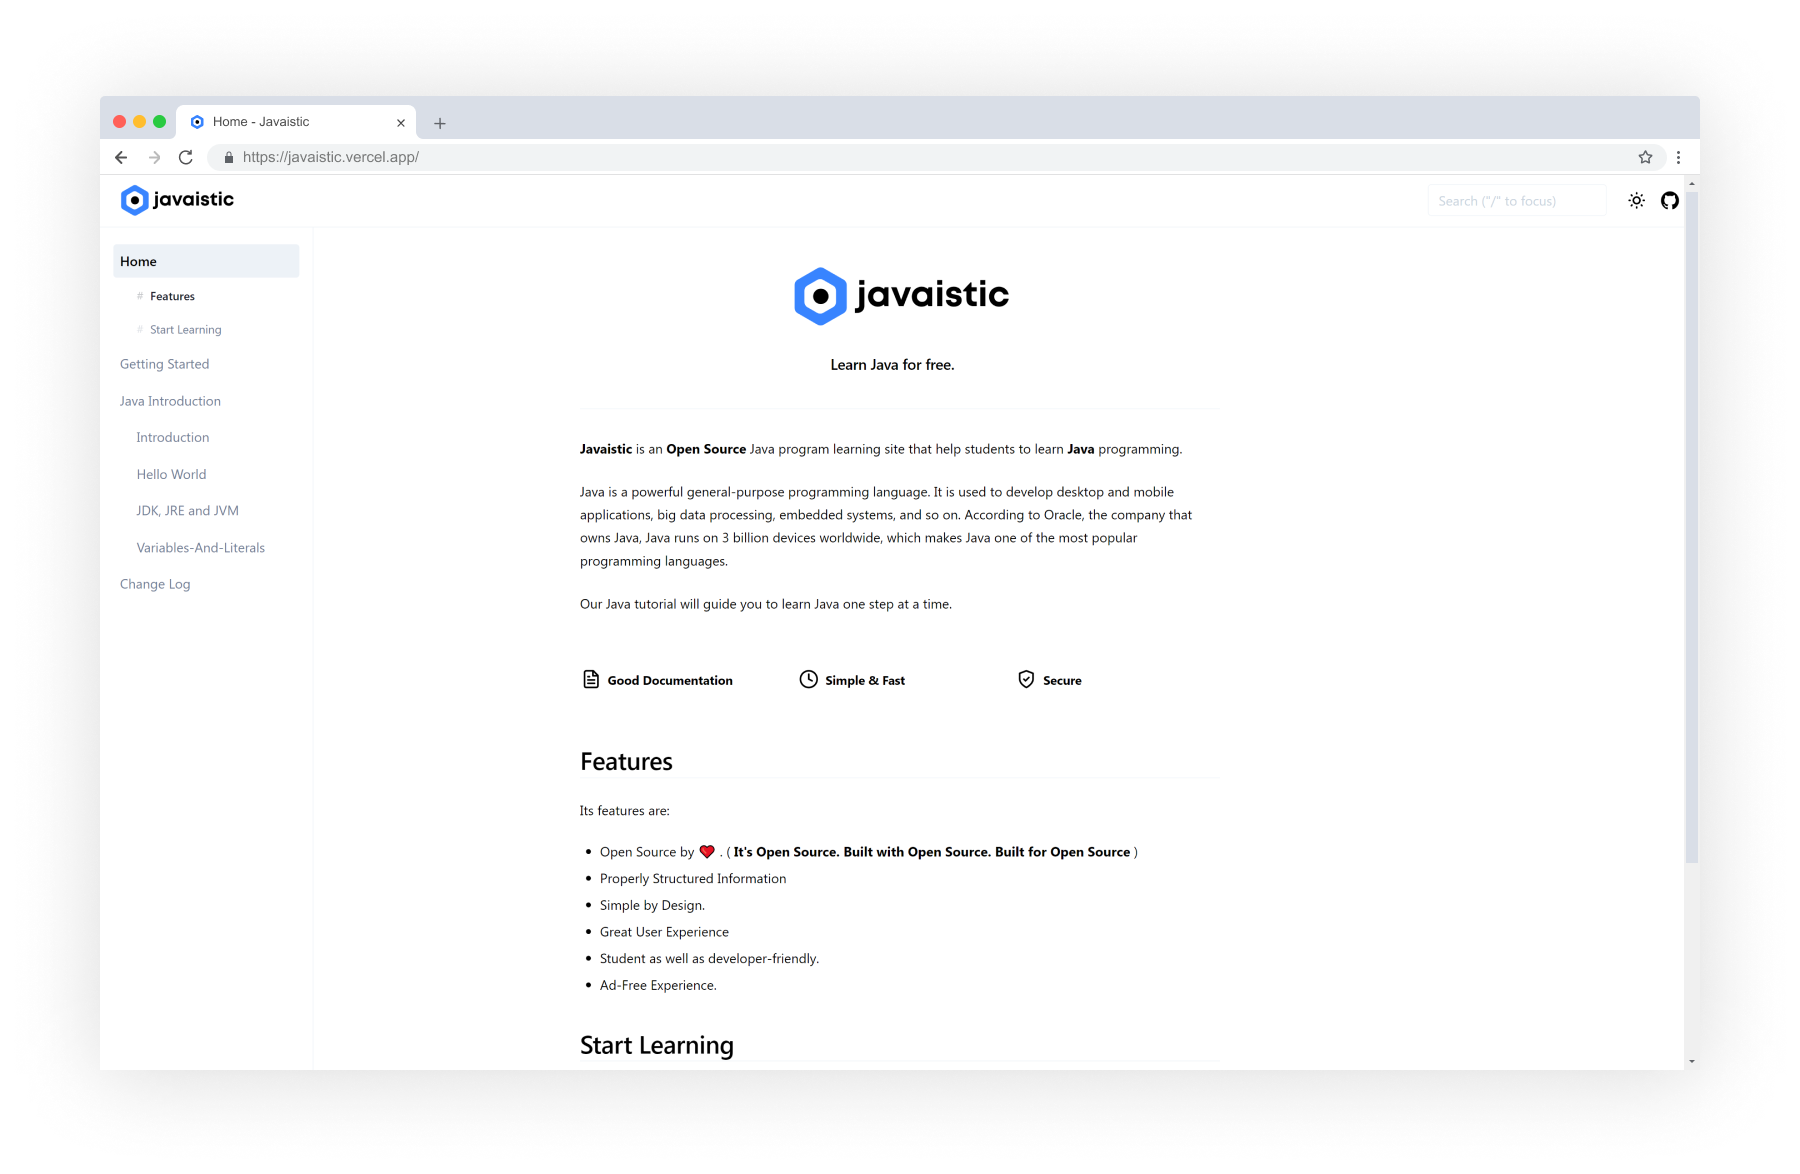 Home - Javaistic
https://javaistic.vercel.app/
javaistic
Search ("/" to focus)
Home
# Features
# Start Learning
Getting Started
Java Introduction
Introduction
Hello World
JDK, JRE and JVM
Variables-And-Literals
Change Log
javaistic
Learn Java for free.
Javaistic is an Open Source Java program learning site that help students to learn Java programming.
Java is a powerful general-purpose programming language. It is used to develop desktop and mobile
applications, big data processing, embedded systems, and so on. According to Oracle, the company that
owns Java, Java runs on 3 billion devices worldwide, which makes Java one of the most popular
programming languages.
Our Java tutorial will guide you to learn Java one step at a time.
Good Documentation
Simple & Fast
Secure
Features
Its features are:
• Open Source by ❤ . ( It's Open Source. Built with Open Source. Built for Open Source )
• Properly Structured Information
• Simple by Design.
• Great User Experience
• Student as well as developer-friendly.
• Ad-Free Experience.
Start Learning